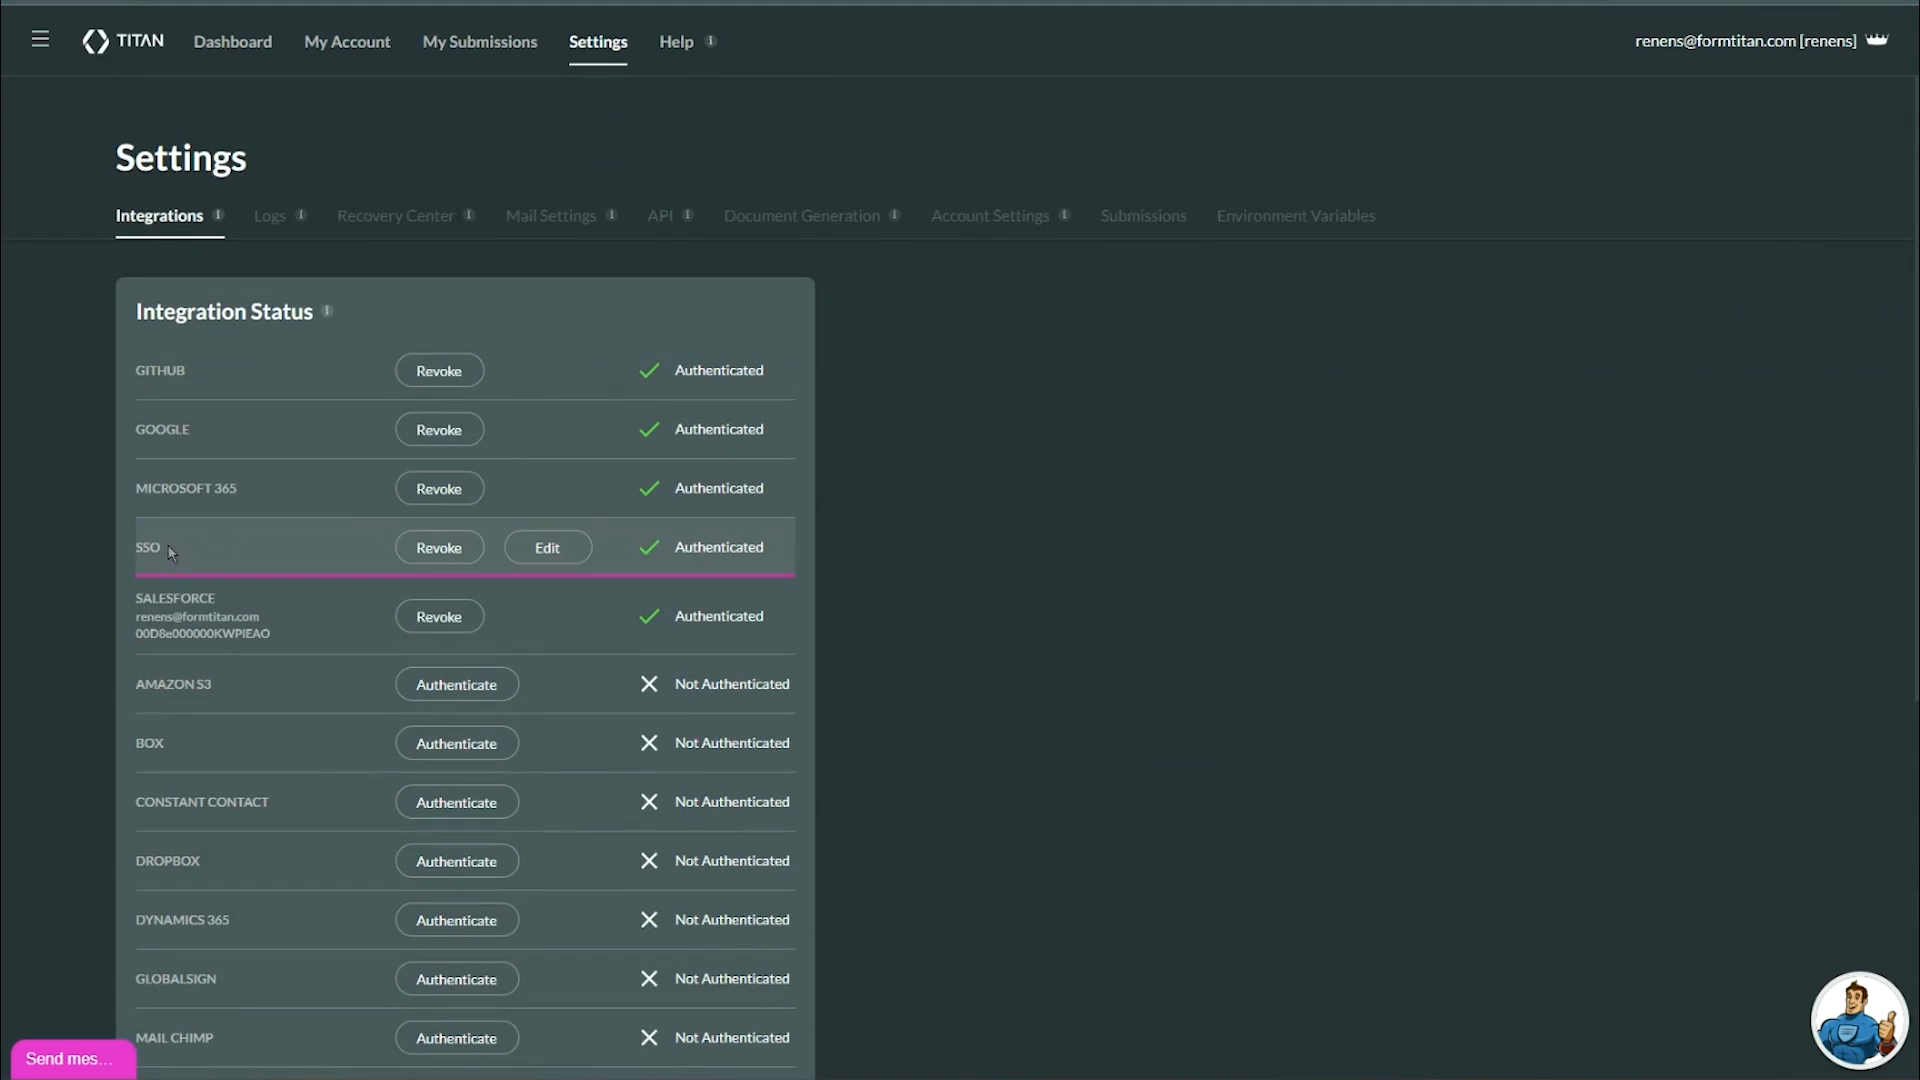 TITAN
Dashboard
My Account
My Submissions
Settings
Help
renens@formtitan.com [renens]
Settings
Integrations
Logs
Recovery Center
Mail Settings
API
Document Generation
Account Settings
Submissions
Environment Variables
Integration Status
GITHUB Revoke Authenticated
GOOGLE Revoke Authenticated
MICROSOFT 365 Revoke Authenticated
SSO Revoke Edit Authenticated
SALESFORCE
renens@formtitan.com
00D8e000000KWPIEAO
Revoke Authenticated
AMAZON S3 Authenticate Not Authenticated
BOX Authenticate Not Authenticated
CONSTANT CONTACT Authenticate Not Authenticated
DROPBOX Authenticate Not Authenticated
DYNAMICS 365 Authenticate Not Authenticated
GLOBALSIGN Authenticate Not Authenticated
MAIL CHIMP Authenticate Not Authenticated
Send mes...